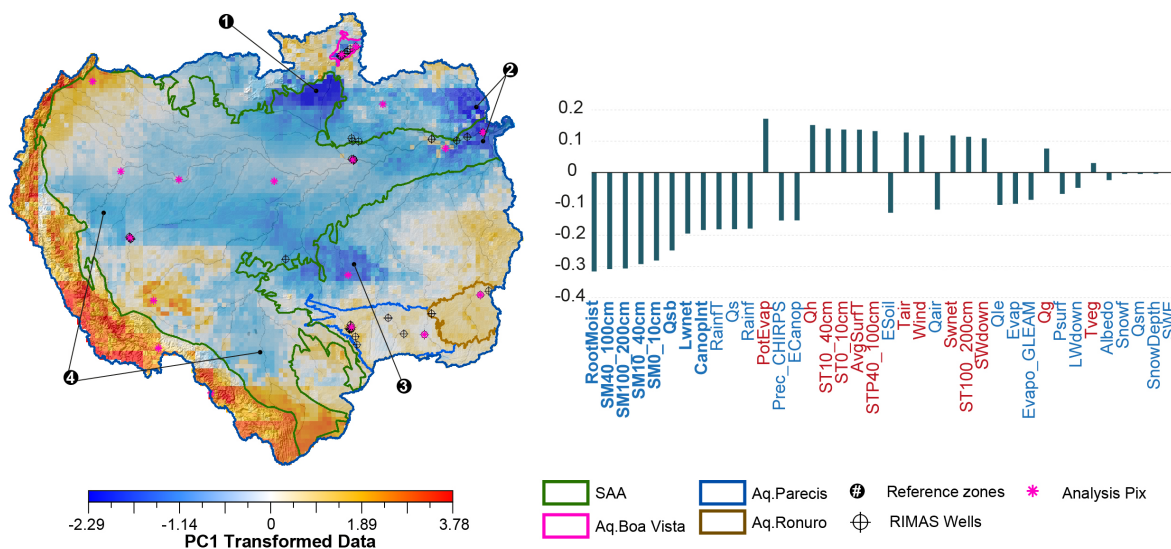 1
2
3
4
-2.29
-1.14
0
1.89
3.78
PC1 Transformed Data
0.2
0.1
0
-0.1
-0.2
-0.3
-0.4
RootMoist
SM40_100cm
SM100_200cm
SM10_40cm
SMM0_10cm
Qsb
Lwnet
Canopint
RainfT
Qs
Rainf
PotEvap
Prec_CHIRPS
ECanop
Qh
ST10_40cm
ST0_10cm
AvgSurfT
STP40_100cm
ESoil
Tair
Wind
Qair
Swnet
ST100_200cm
SWdown
Qle
Evap
Evapo_GLEAM
Qg
Psurf
LWdown
Tveg
Albedo
Snowf
Qsm
SnowDepth
SWE
SAA
Aq.Boa Vista
Aq.Parecis
Aq.Ronuro
# Reference zones
RIMAS Wells
Analysis Pix